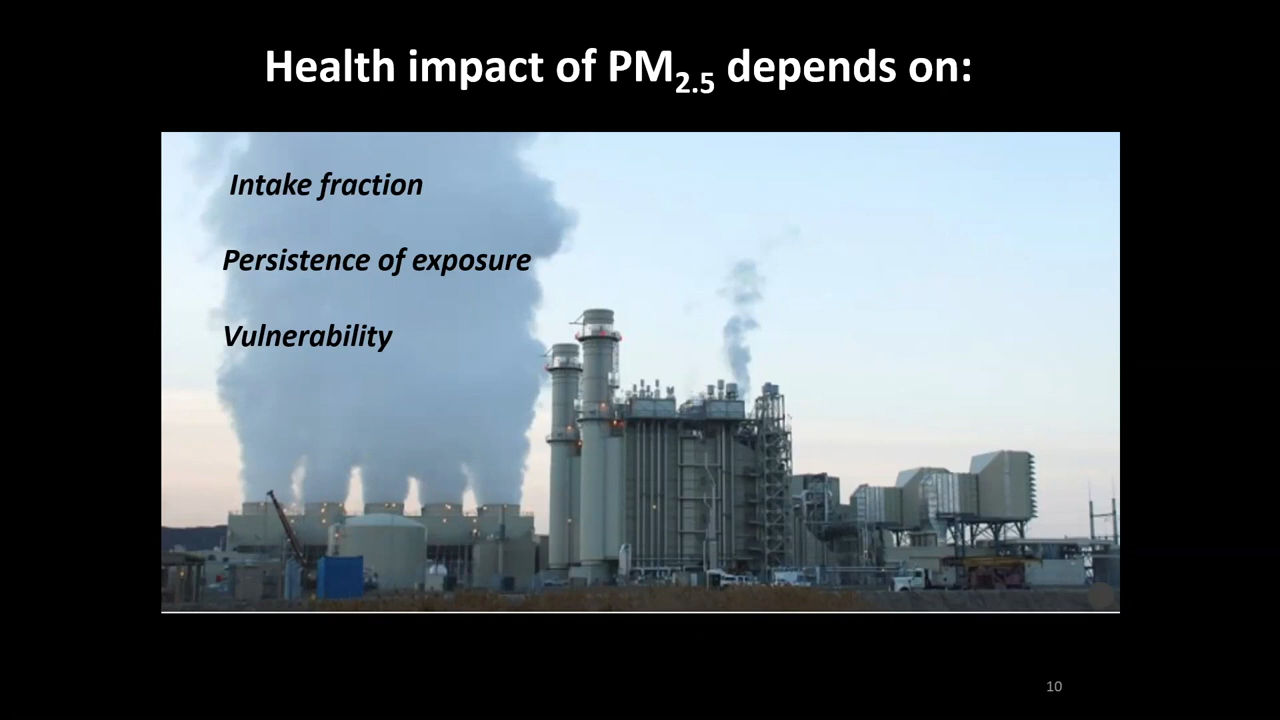 Health impact of PM2.5 depends on:
Intake fraction
Persistence of exposure
Vulnerability
10